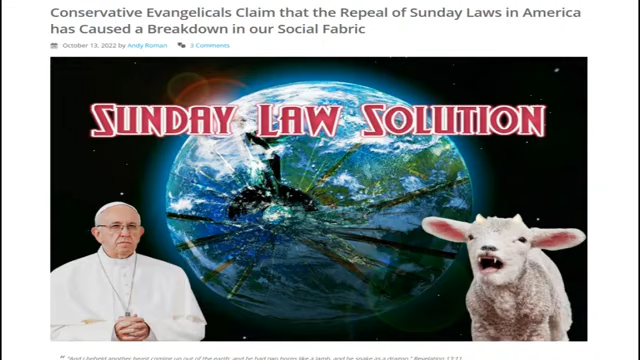 Conservative Evangelicals Claim that the Repeal of Sunday Laws in America
has Caused a Breakdown in our Social Fabric
October 13, 2022 by Andy Roman 3 Comments
SUNDAY LAW SOLUTION
“And I beheld another beast coming up out of the earth; and he had two horns like a lamb, and he spake as a dragon.” Revelation 13:11